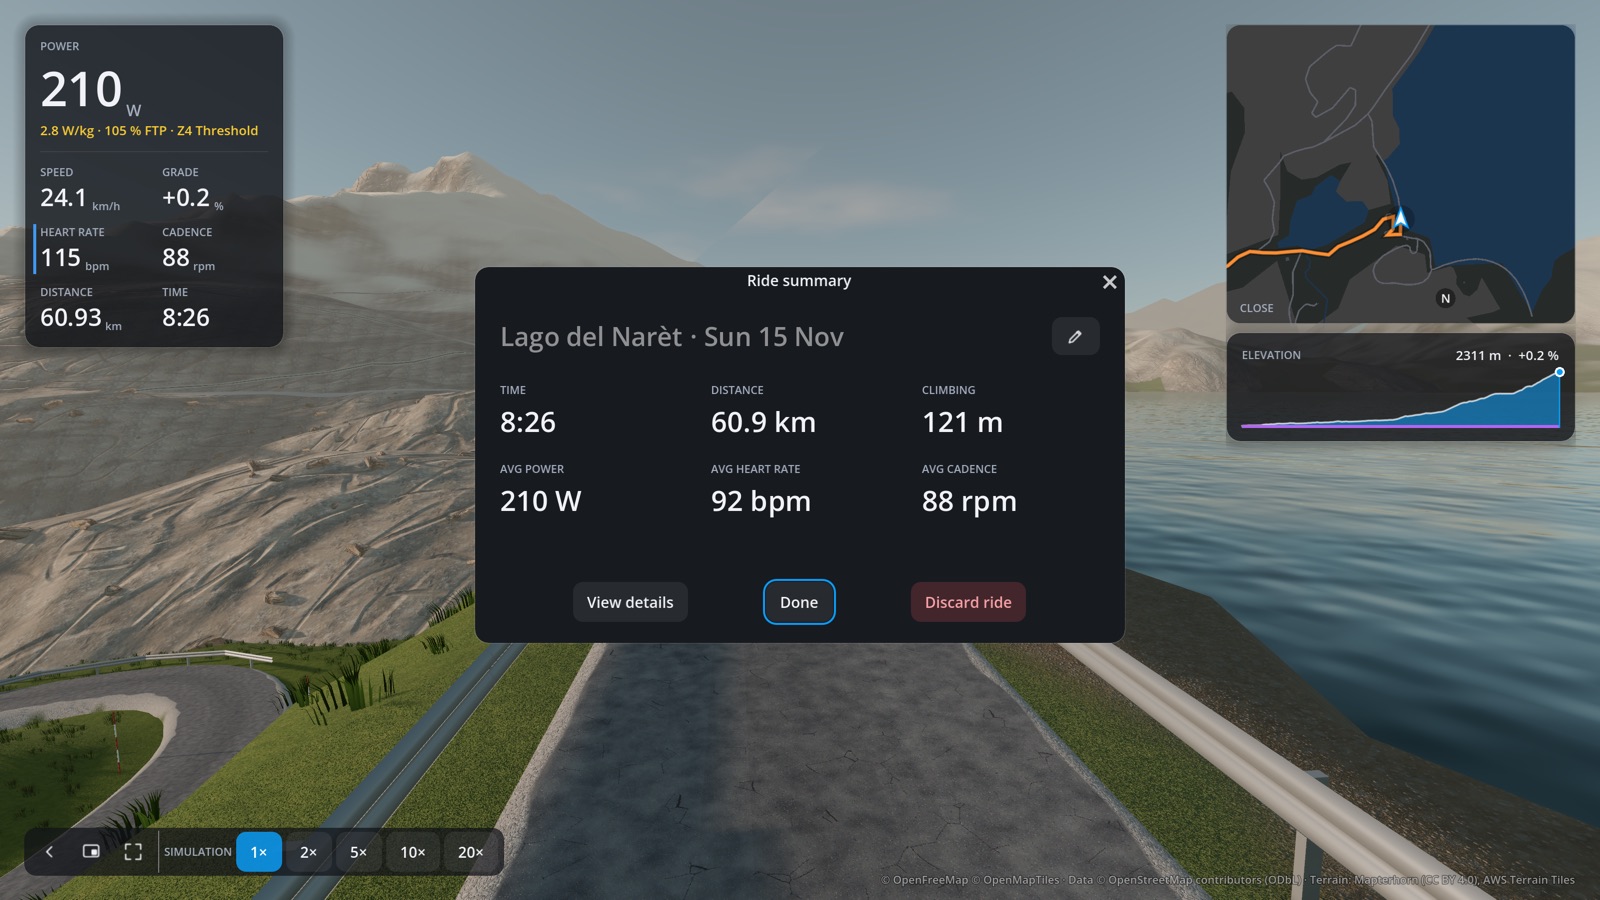 POWER
210 W
2.8 W/kg · 105 % FTP · Z4 Threshold
SPEED GRADE
24.1 km/h +0.2 %
HEART RATE CADENCE
115 bpm 88 rpm
DISTANCE TIME
60.93 km 8:26
N
CLOSE
ELEVATION 2311 m · +0.2 %
Ride summary
Lago del Narèt · Sun 15 Nov
TIME DISTANCE CLIMBING
8:26 60.9 km 121 m
AVG POWER AVG HEART RATE AVG CADENCE
210 W 92 bpm 88 rpm
View details Done Discard ride
SIMULATION 1× 2× 5× 10× 20×
© OpenFreeMap © OpenMapTiles · Data © OpenStreetMap contributors (ODbL) · Terrain: Mapterhorn (CC BY 4.0), AWS Terrain Tiles